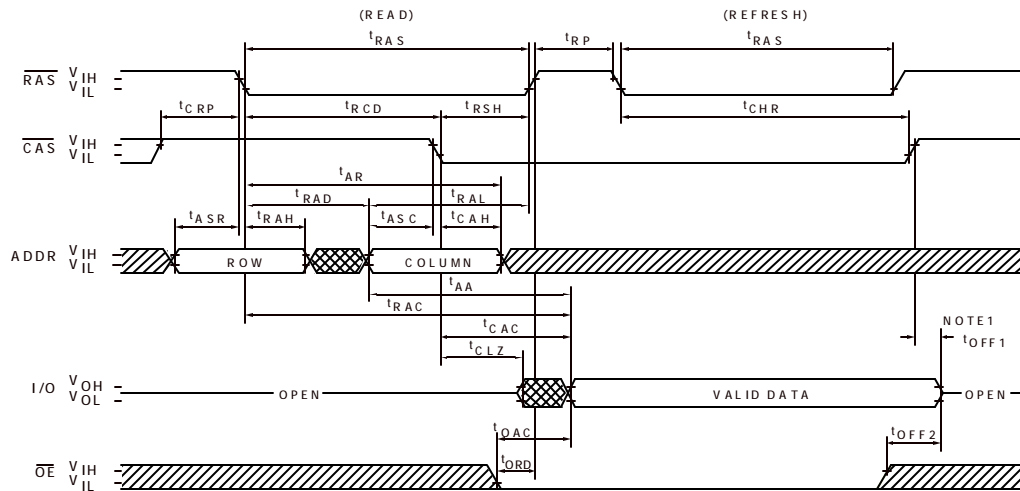 (READ) (REFRESH)
tRAS tRP tRAS
RAS VIH
VIL
tCRP tRCD tRSH tCHR
CAS VIH
VIL
tAR
tRAD tRAL
tASR tRAH tASC tCAH
ADDR VIH
VIL
ROW COLUMN
tAA
tRAC
tCAC NOTE1
tCLZ tOFF1
I/O VOH
VOL
OPEN VALID DATA OPEN
tOAC tOFF2
tORD
OE VIH
VIL